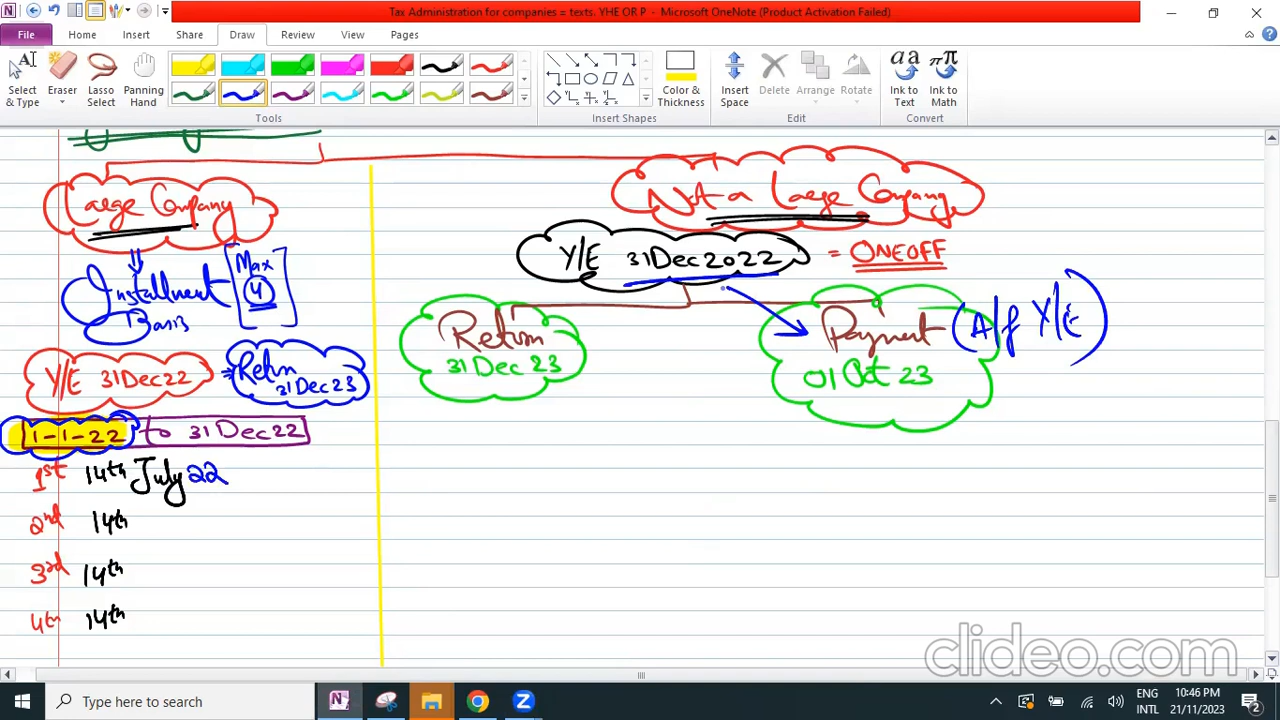 Tax Administration for companies = texts. YHE OR P - Microsoft OneNote (Product Activation Failed)
File Home Insert Share Draw Review View Pages
Select & Type
Eraser
Lasso Select
Panning Hand
Color & Thickness
Insert Space
Delete
Arrange
Rotate
Ink to Text
Ink to Math
Tools
Insert Shapes
Edit
Convert
Large Company
Not a Large Company
Installment Basis
Max 4
Y/E 31Dec2022 = ONEOFF
Return
31 Dec 23
Payment
01 Oct 23
A/f Y/E
Y/E 31Dec22
Return
31Dec23
1-1-22 to 31Dec22
1st 14th July 22
2nd 14th
3rd 14th
4th 14th
clideo.com
Type here to search
ENG
INTL
10:46 PM
21/11/2023
2